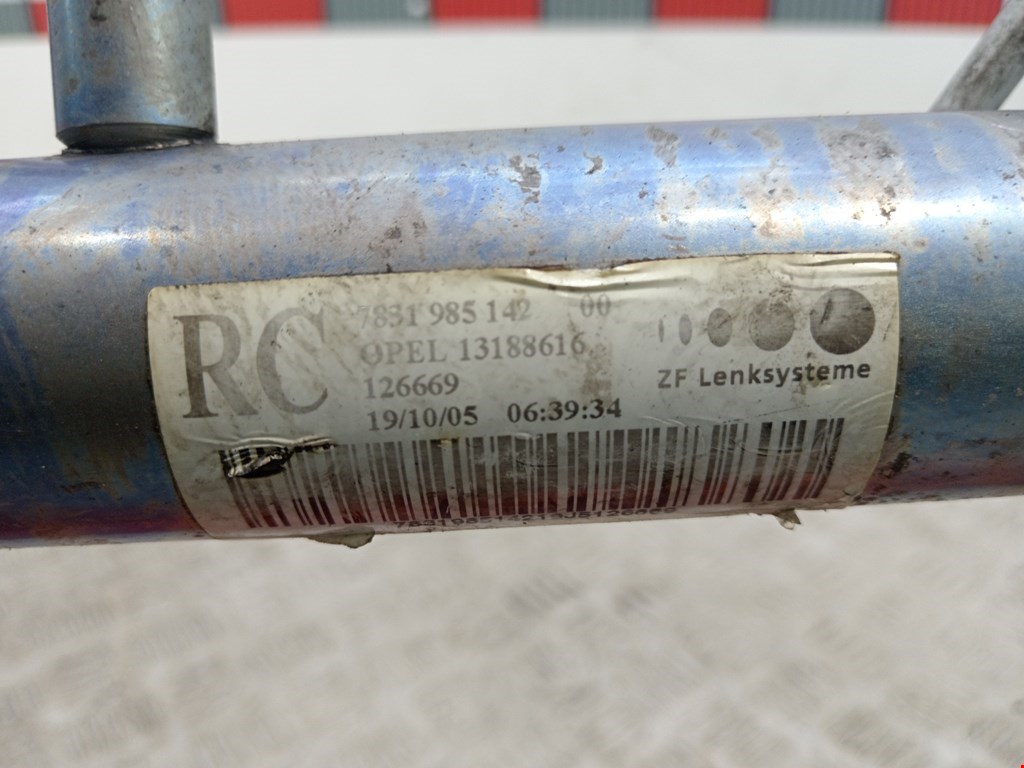 RC
7831 985 142 00
OPEL 13188616
126669
19/10/05 06:39:34
ZF Lenksysteme